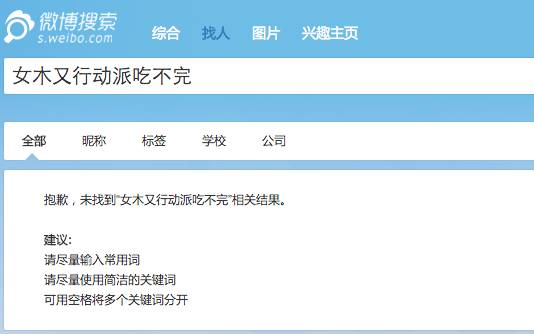 微博搜索
s.weibo.com
综合 找人 图片 兴趣主页
女木又行动派吃不完
全部 昵称 标签 学校 公司
抱歉，未找到“女木又行动派吃不完”相关结果。
建议：
请尽量输入常用词
请尽量使用简洁的关键词
可用空格将多个关键词分开